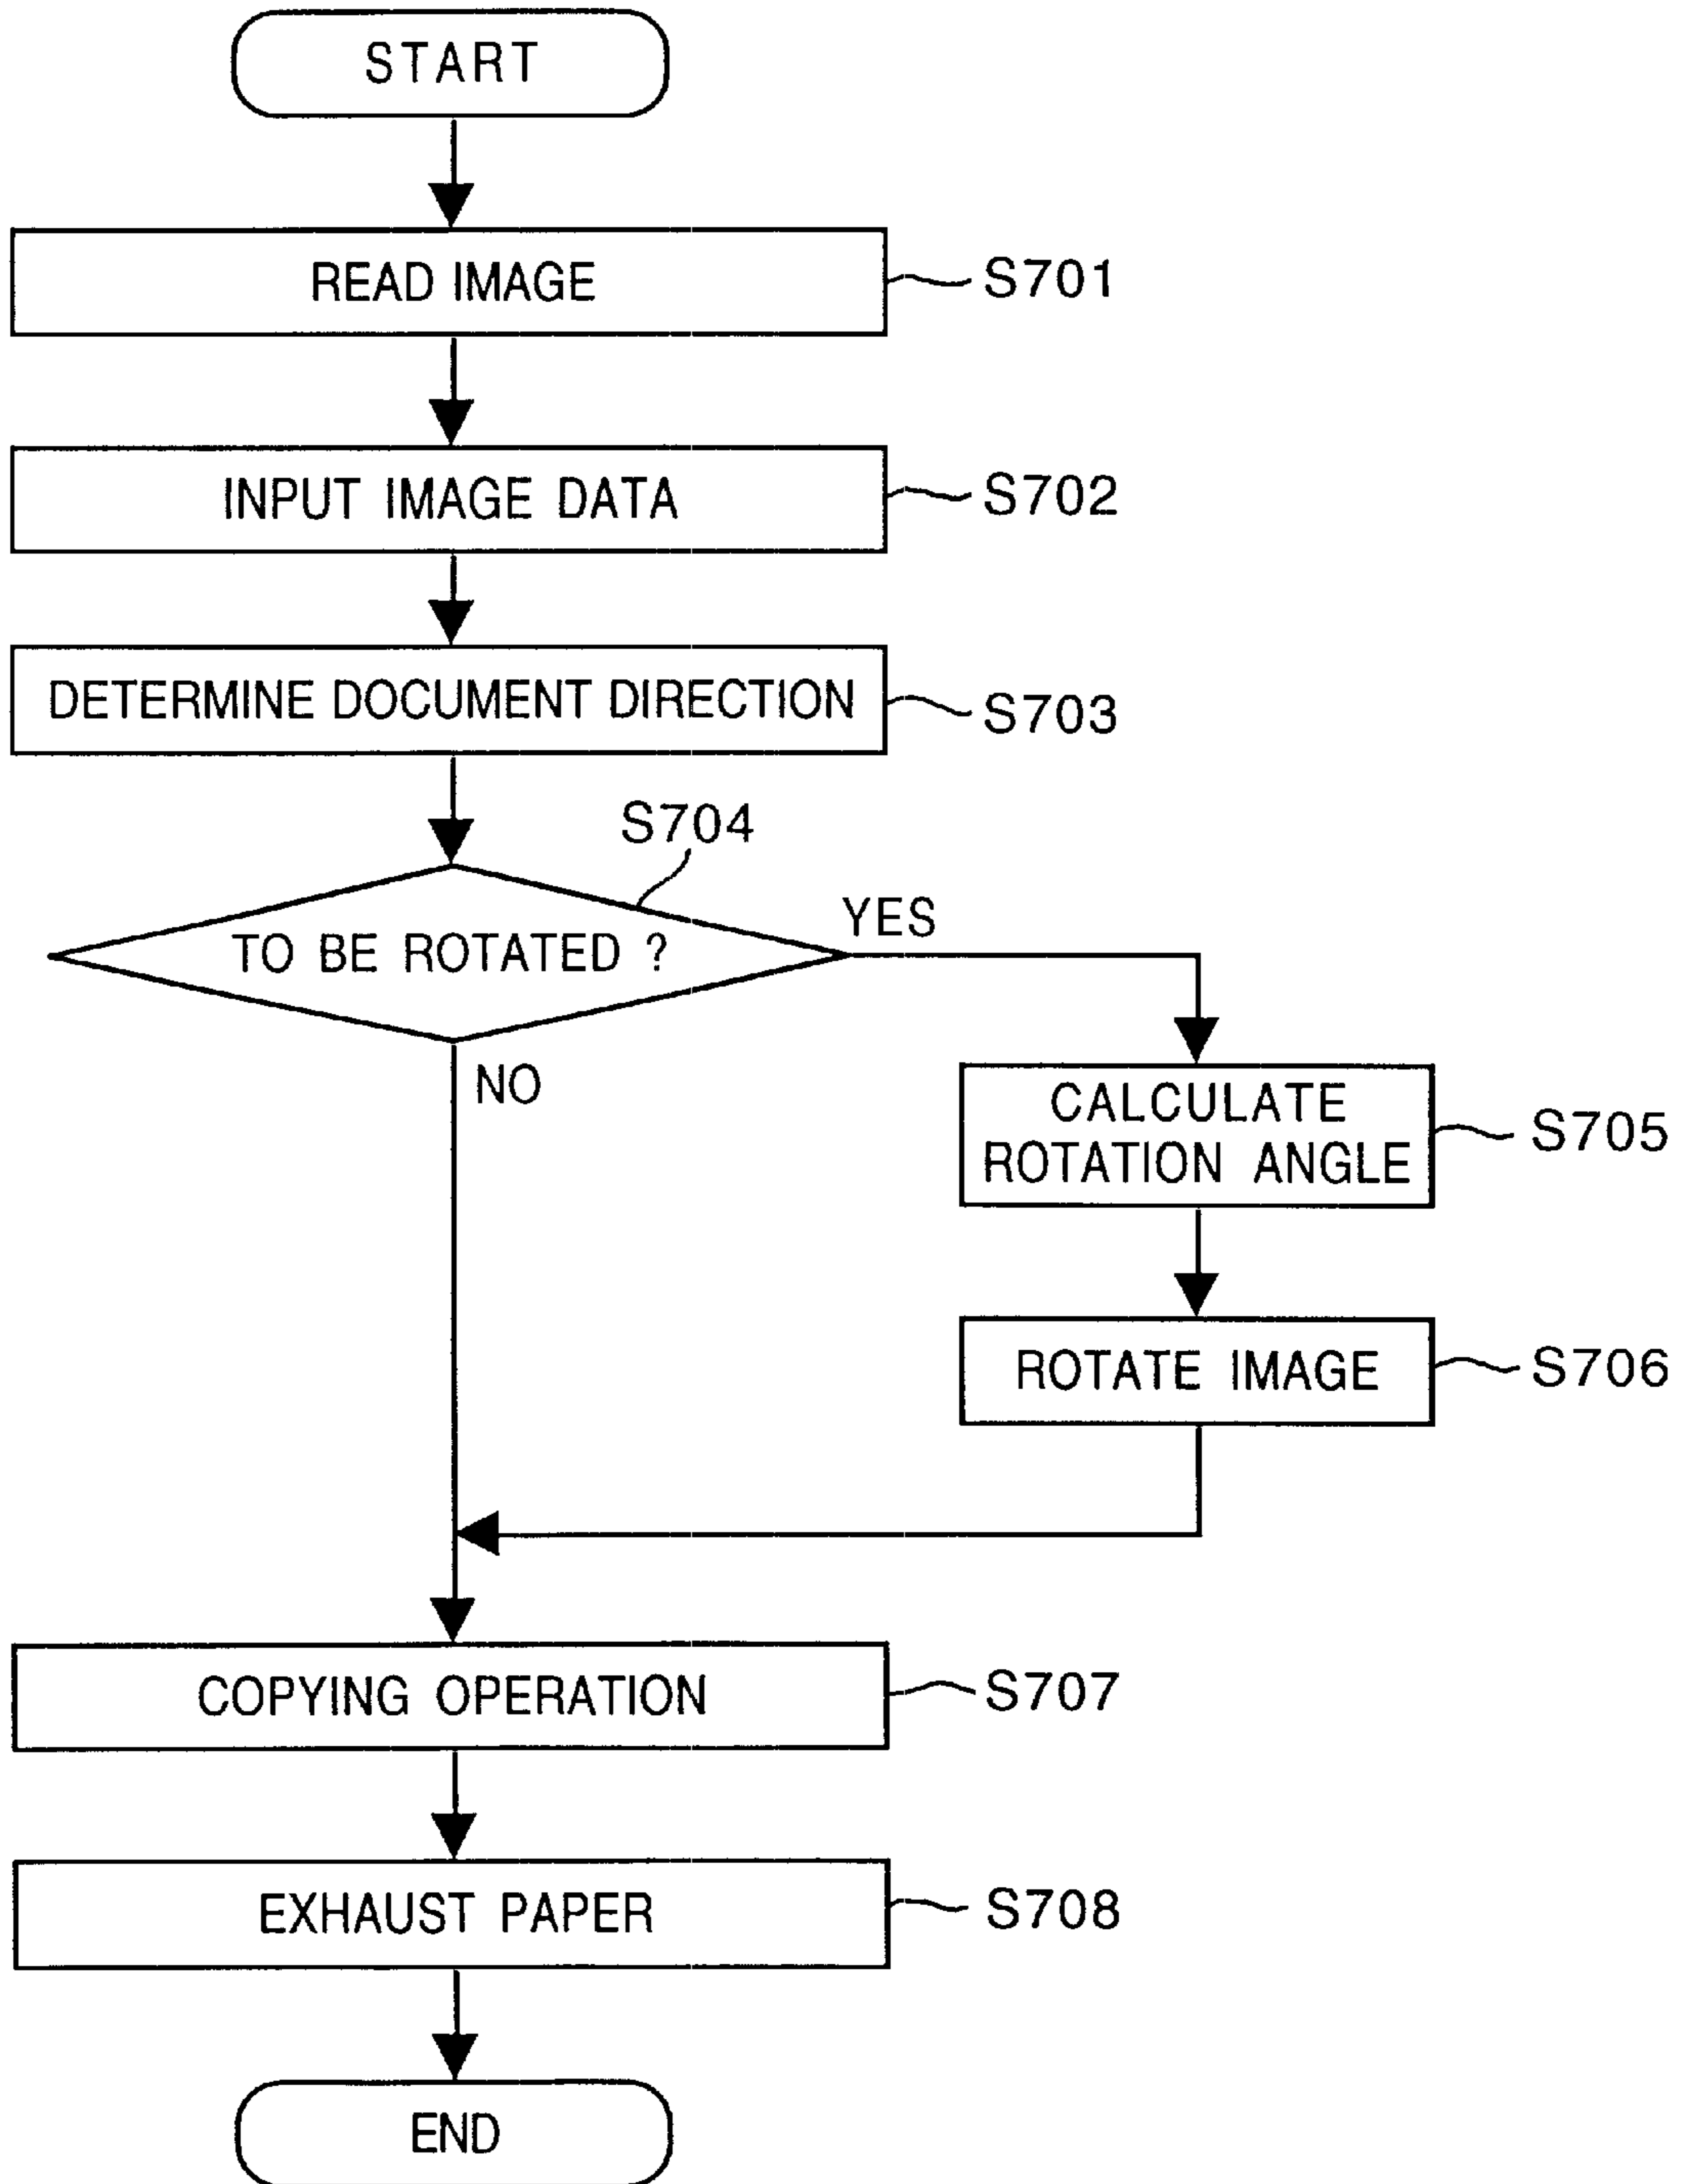 START
READ IMAGE
S701
INPUT IMAGE DATA
S702
DETERMINE DOCUMENT DIRECTION
S703
S704
TO BE ROTATED ?
YES
NO
CALCULATE
ROTATION ANGLE
S705
ROTATE IMAGE
S706
COPYING OPERATION
S707
EXHAUST PAPER
S708
END